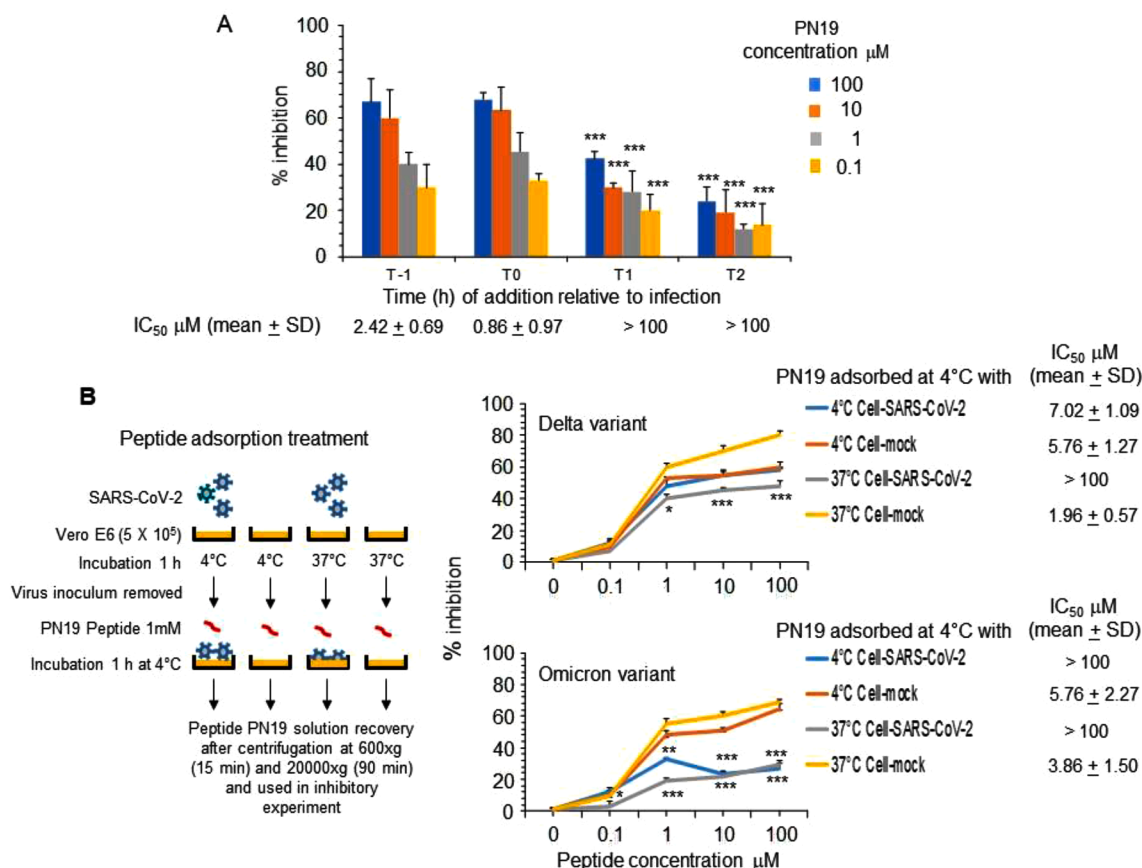 A
PN19
concentration μM
100
10
1
0.1
% inhibition
100
80
60
40
20
0
***
***
***
***
***
***
***
***
T-1
T0
T1
T2
Time (h) of addition relative to infection
IC50 μM (mean ± SD)
2.42 ± 0.69
0.86 ± 0.97
> 100
> 100
B
Peptide adsorption treatment
SARS-CoV-2
Vero E6 (5 X 10⁵)
Incubation 1 h
4°C
4°C
37°C
37°C
Virus inoculum removed
PN19 Peptide 1mM
Incubation 1 h at 4°C
Peptide PN19 solution recovery
after centrifugation at 600xg
(15 min) and 20000xg (90 min)
and used in inhibitory
experiment
% inhibition
Delta variant
100
80
60
40
20
0
*
***
***
0
0.1
1
10
100
PN19 adsorbed at 4°C with
IC50 μM
(mean ± SD)
4°C Cell-SARS-CoV-2
7.02 ± 1.09
4°C Cell-mock
5.76 ± 1.27
37°C Cell-SARS-CoV-2
> 100
37°C Cell-mock
1.96 ± 0.57
Omicron variant
100
80
60
40
20
0
*
**
***
***
***
***
***
0
0.1
1
10
100
Peptide concentration μM
PN19 adsorbed at 4°C with
IC50 μM
(mean ± SD)
4°C Cell-SARS-CoV-2
> 100
4°C Cell-mock
5.76 ± 2.27
37°C Cell-SARS-CoV-2
> 100
37°C Cell-mock
3.86 ± 1.50